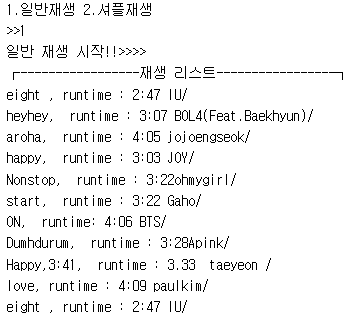 1.일반재생 2.셔플재생
>>1
일반 재생 시작!!>>>>
┌-----------------재생 리스트-----------------┐
eight , runtime : 2:47 IU/
heyhey,  runtime : 3:07 BOL4(Feat.Baekhyun)/
aroha,  runtime : 4:05 jojoengseok/
happy,  runtime : 3:03 JOY/
Nonstop,  runtime : 3:22ohmygirl/
start,  runtime : 3:22 Gaho/
ON,  runtime: 4:06 BTS/
Dumhdurum,  runtime : 3:28Apink/
Happy,3:41,  runtime : 3.33  taeyeon /
love, runtime : 4:09 paulkim/
eight , runtime : 2:47 IU/